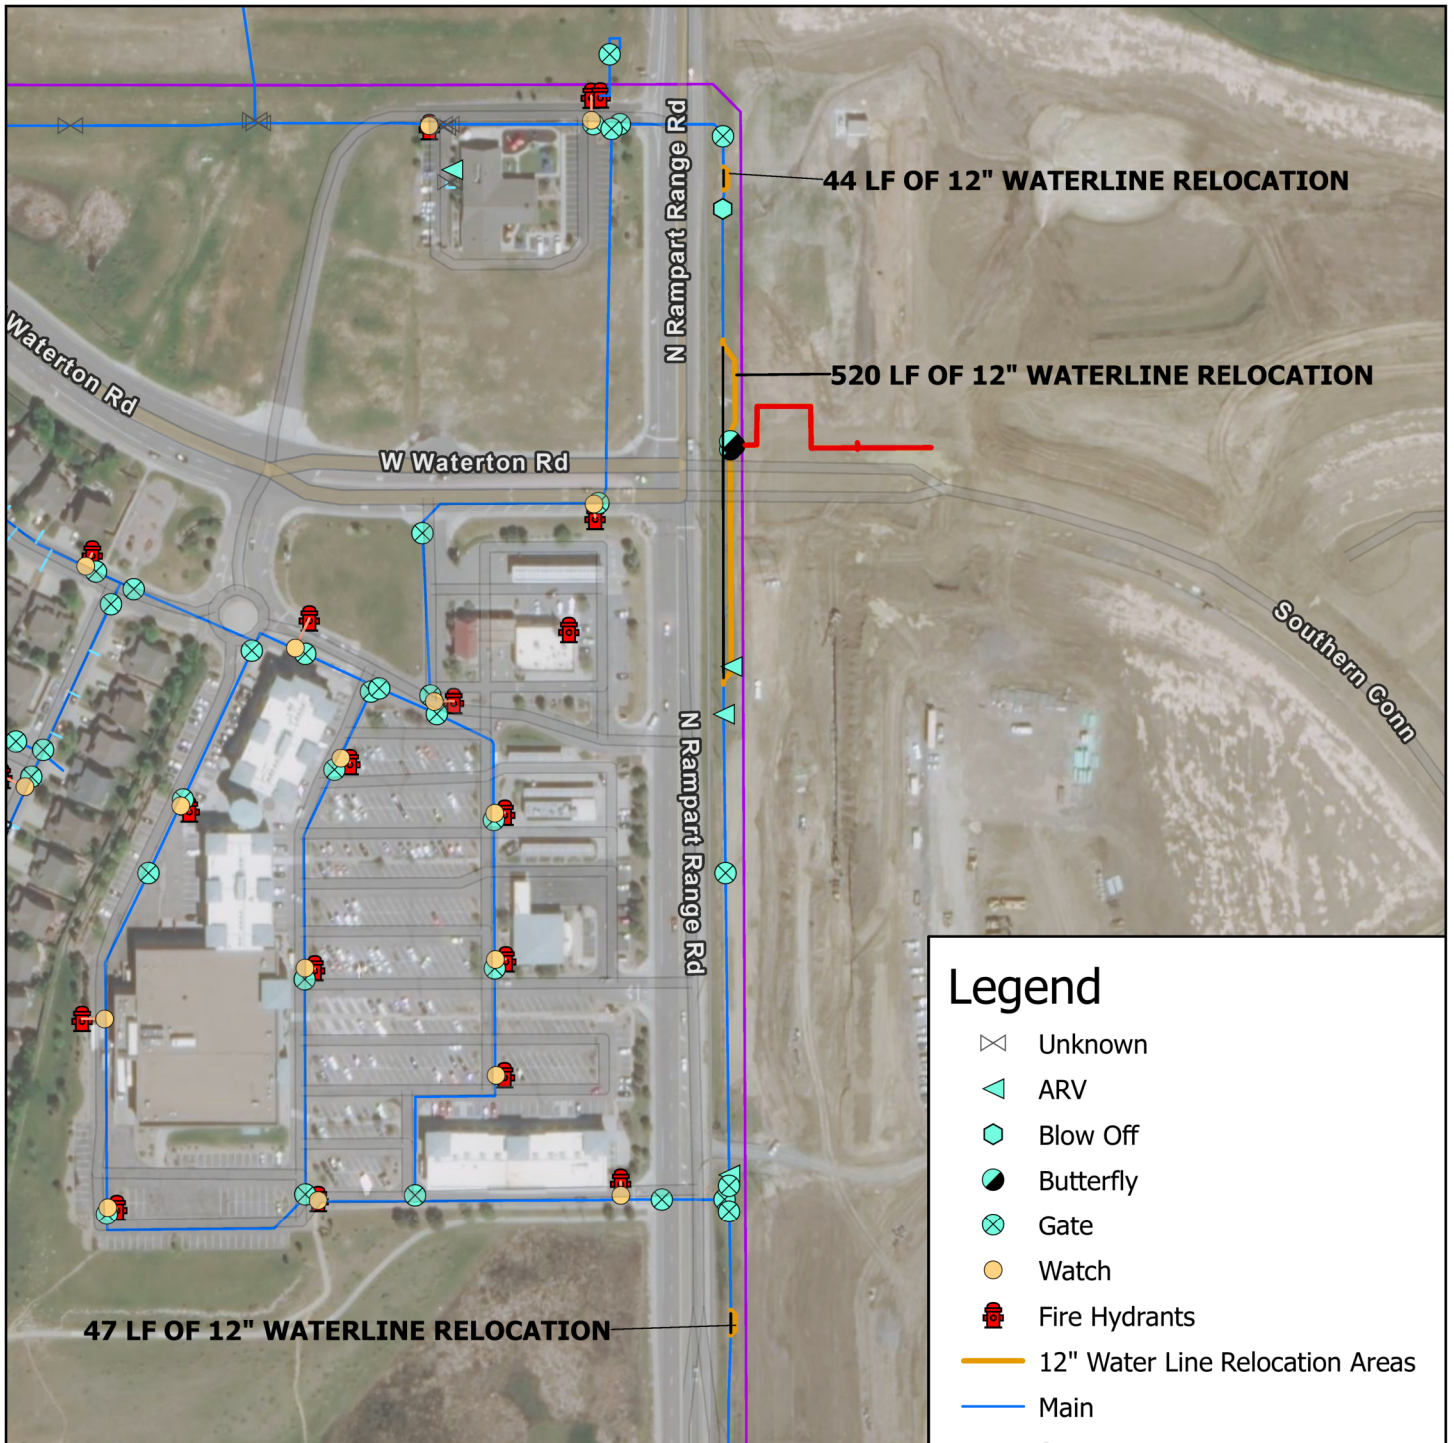 N Rampart Range Rd
44 LF OF 12" WATERLINE RELOCATION
Waterton Rd
520 LF OF 12" WATERLINE RELOCATION
W Waterton Rd
Southern Conn
N Rampart Range Rd
47 LF OF 12" WATERLINE RELOCATION
Legend
Unknown
ARV
Blow Off
Butterfly
Gate
Watch
Fire Hydrants
12" Water Line Relocation Areas
Main